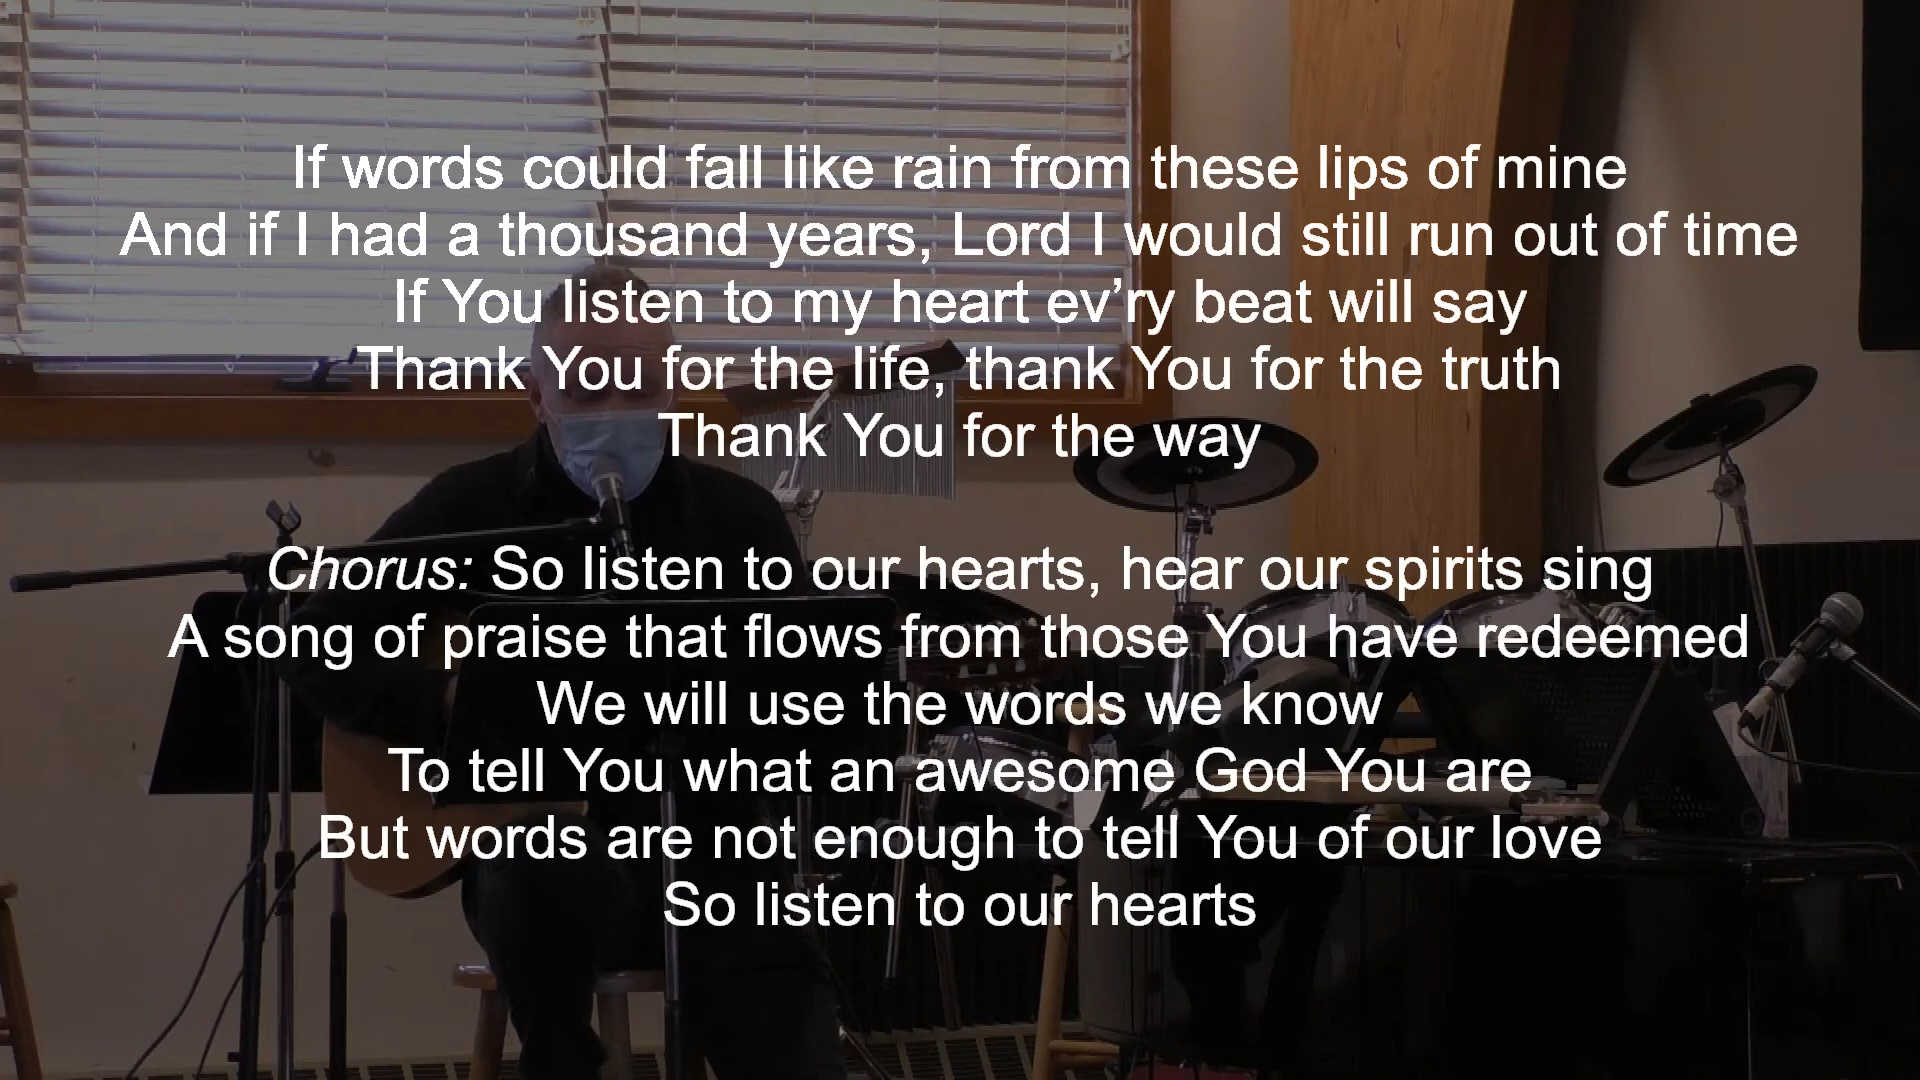 If words could fall like rain from these lips of mine
And if I had a thousand years, Lord I would still run out of time
If You listen to my heart ev’ry beat will say
Thank You for the life, thank You for the truth
Thank You for the way
Chorus: So listen to our hearts, hear our spirits sing
A song of praise that flows from those You have redeemed
We will use the words we know
To tell You what an awesome God You are
But words are not enough to tell You of our love
So listen to our hearts